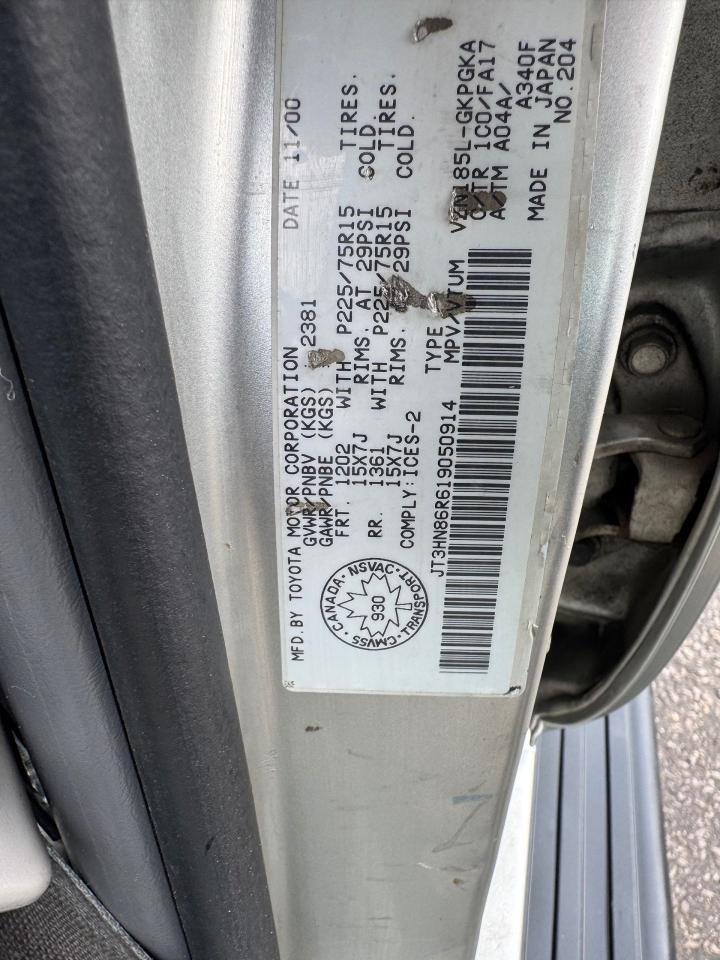 MFD. BY TOYOTA MOTOR CORPORATION DATE 11/00
GVWR/PNBV (KGS) 2381
GAWR/PNBE (KGS)
FRT. 1202 WITH P225/75R15 TIRES.
15X7J RIMS. AT 29PSI COLD.
RR. 1361 WITH P225/75R15 TIRES.
15X7J RIMS. 29PSI COLD.
COMPLY:ICES-2
TYPE
MPV/VTUM
CANADA · NSVAC · TRANSPORT · CMVSS ·
930
JT3HN86R619050914
VZN185L-GKPGKA
C/TR 1C0/FA17
A/TM A04A/ A340F
MADE IN JAPAN
NO.204